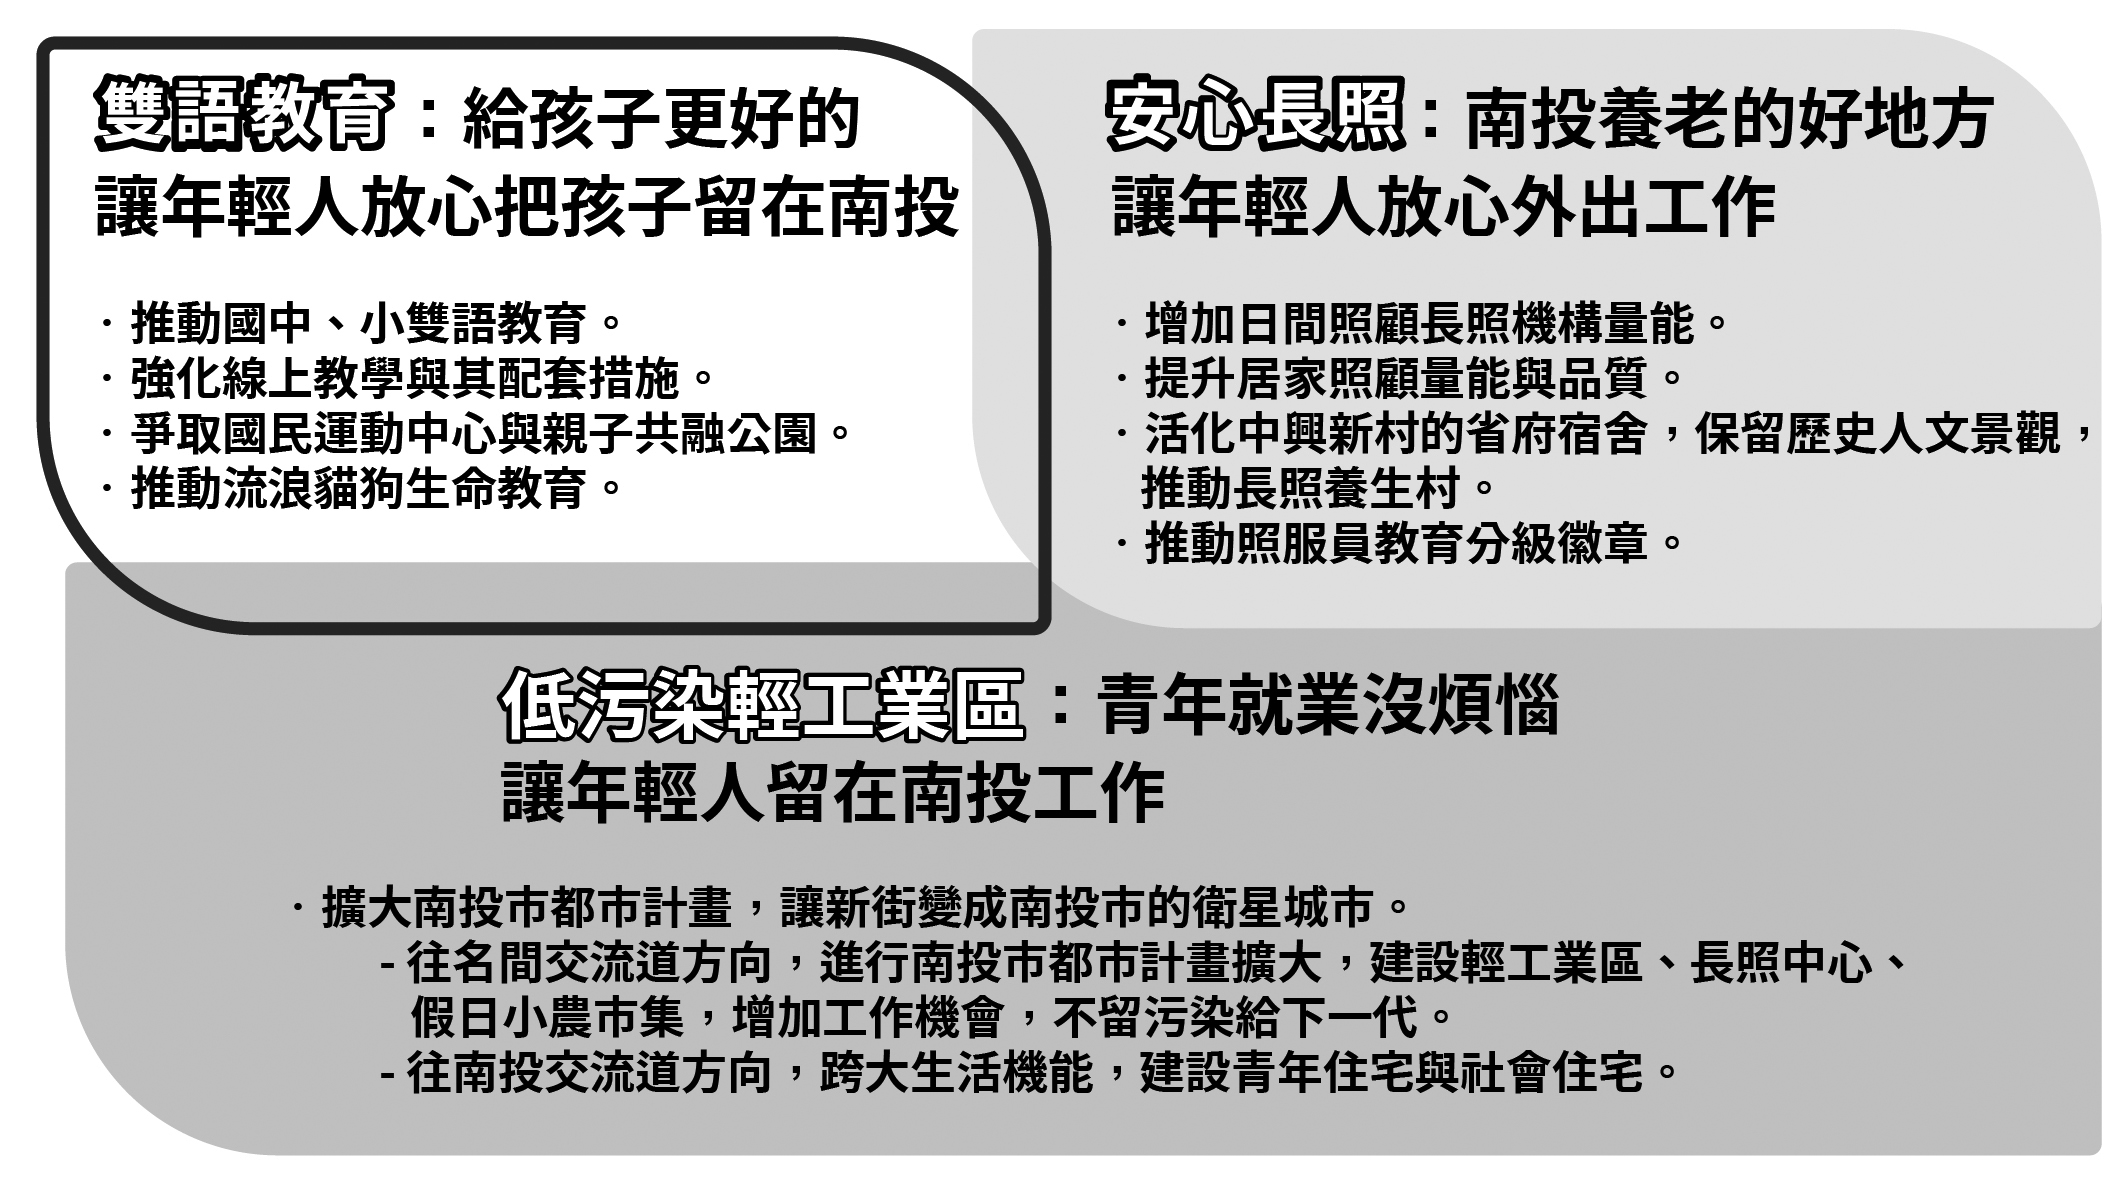 雙語教育：給孩子更好的
讓年輕人放心把孩子留在南投
·推動國中、小雙語教育。
·強化線上教學與其配套措施。
·爭取國民運動中心與親子共融公園。
·推動流浪貓狗生命教育。
安心長照：南投養老的好地方
讓年輕人放心外出工作
·增加日間照顧長照機構量能。
·提升居家照顧量能與品質。
·活化中興新村的省府宿舍，保留歷史人文景觀，
推動長照養生村。
·推動照服員教育分級徽章。
低污染輕工業區：青年就業沒煩惱
讓年輕人留在南投工作
·擴大南投市都市計畫，讓新街變成南投市的衛星城市。
- 往名間交流道方向，進行南投市都市計畫擴大，建設輕工業區、長照中心、
假日小農市集，增加工作機會，不留污染給下一代。
- 往南投交流道方向，跨大生活機能，建設青年住宅與社會住宅。